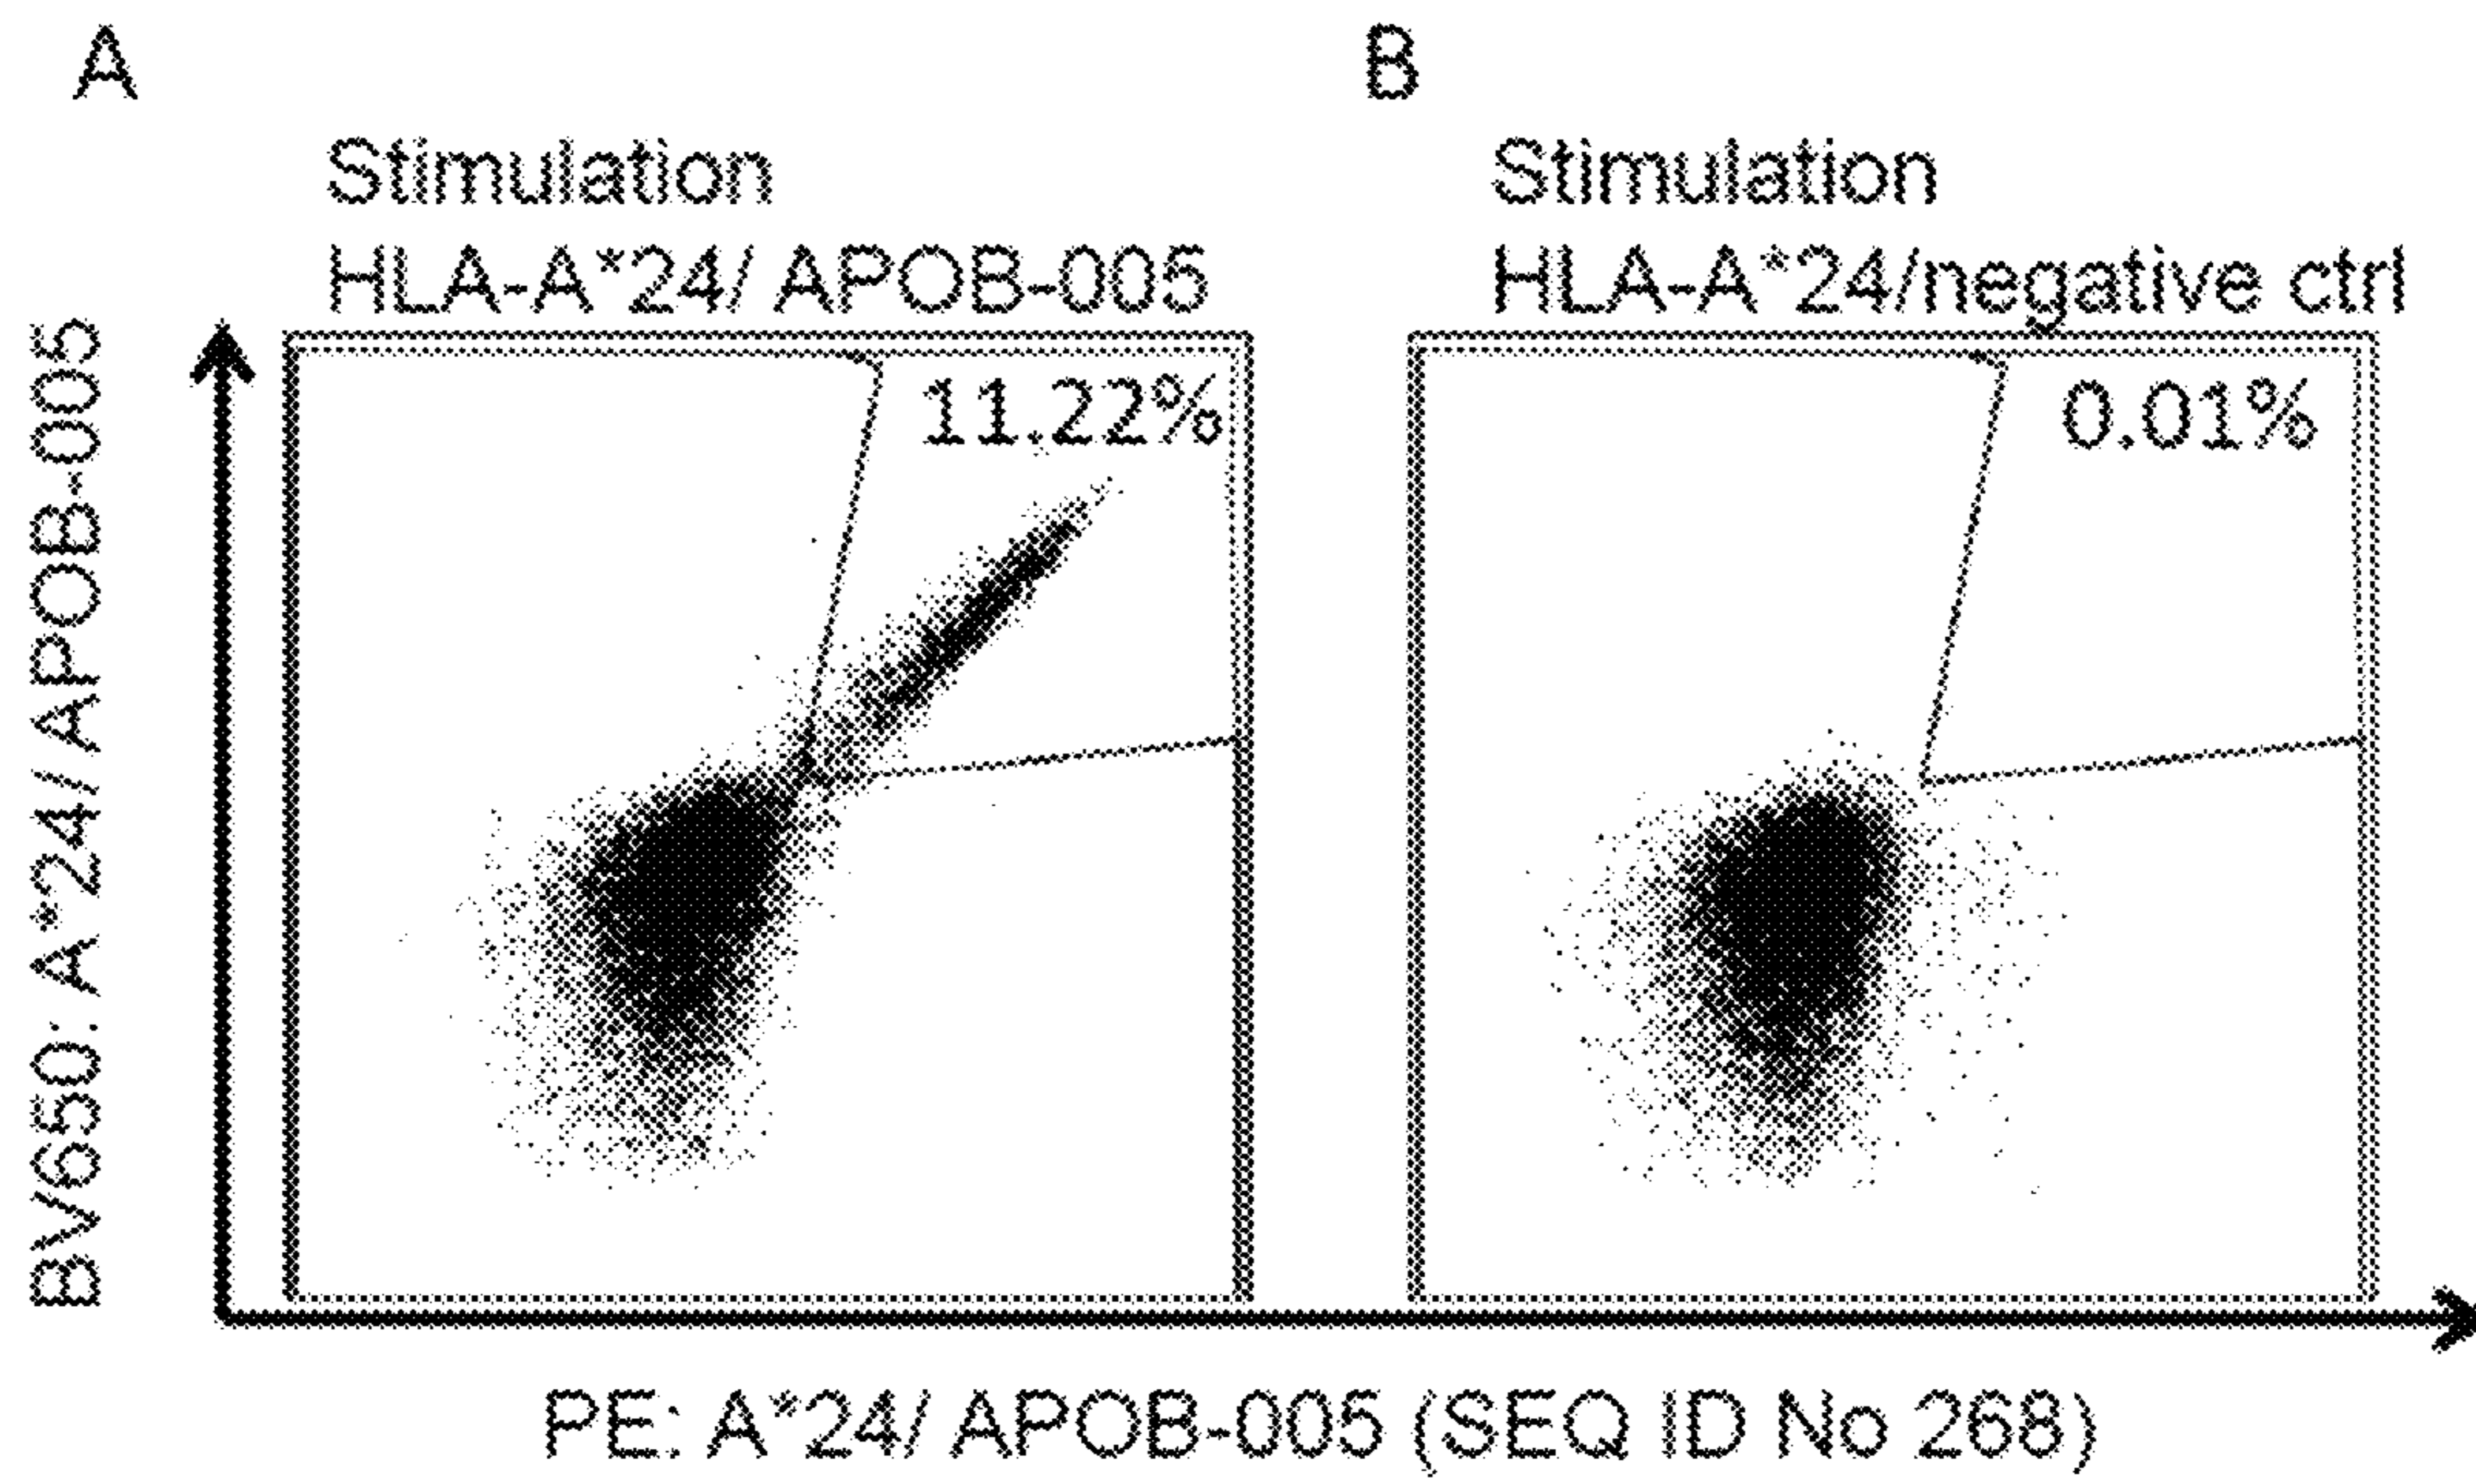 A
Stimulation
HLA-A*24/ APOB-005
11.22%
B
Stimulation
HLA-A*24/negative ctrl
0.01%
BV650: A*24/ APOB-005
PE: A*24/ APOB-005 (SEQ ID No 268)